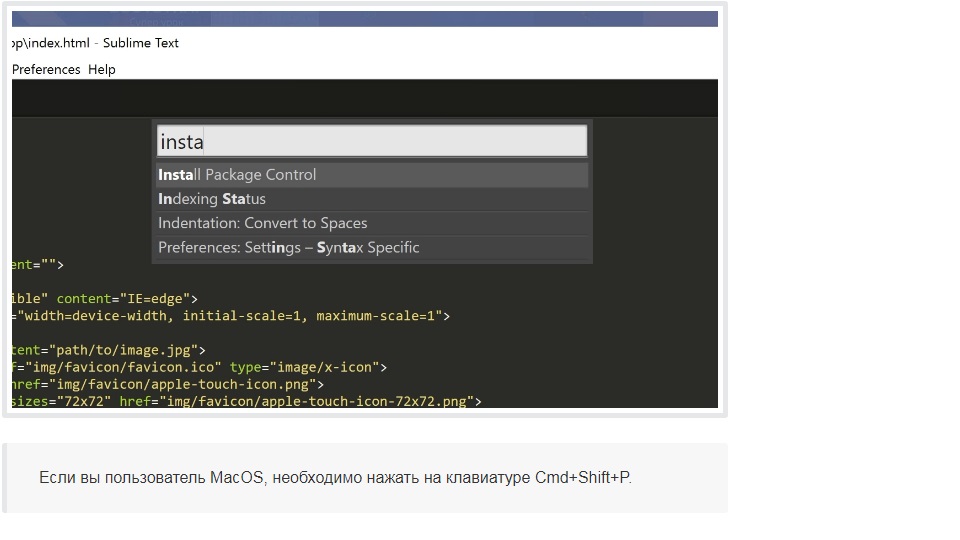 op\index.html - Sublime Text
Preferences Help
insta
Install Package Control
Indexing Status
Indentation: Convert to Spaces
Preferences: Settings – Syntax Specific
ent="">
ible" content="IE=edge">
="width=device-width, initial-scale=1, maximum-scale=1">
tent="path/to/image.jpg">
f="img/favicon/favicon.ico" type="image/x-icon">
href="img/favicon/apple-touch-icon.png">
sizes="72x72" href="img/favicon/apple-touch-icon-72x72.png">
Если вы пользователь MacOS, необходимо нажать на клавиатуре Cmd+Shift+P.